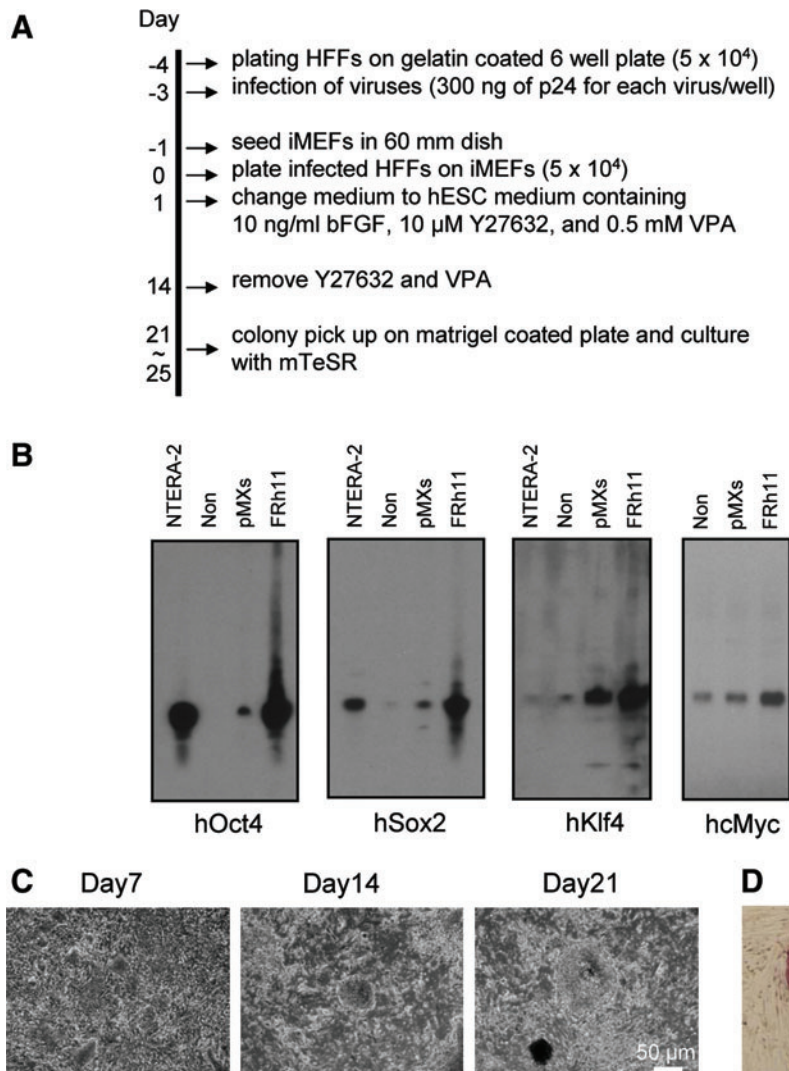 A
Day
-4 plating HFFs on gelatin coated 6 well plate (5 x 10⁴)
-3 infection of viruses (300 ng of p24 for each virus/well)
-1 seed iMEFs in 60 mm dish
0 plate infected HFFs on iMEFs (5 x 10⁴)
1 change medium to hESC medium containing
10 ng/ml bFGF, 10 µM Y27632, and 0.5 mM VPA
14 remove Y27632 and VPA
21 colony pick up on matrigel coated plate and culture
~ with mTeSR
25
B
NTERA-2 Non pMXs FRh11 NTERA-2 Non pMXs FRh11 NTERA-2 Non pMXs FRh11 Non pMXs FRh11
hOct4 hSox2 hKlf4 hcMyc
C Day7 Day14 Day21 D
50 µm